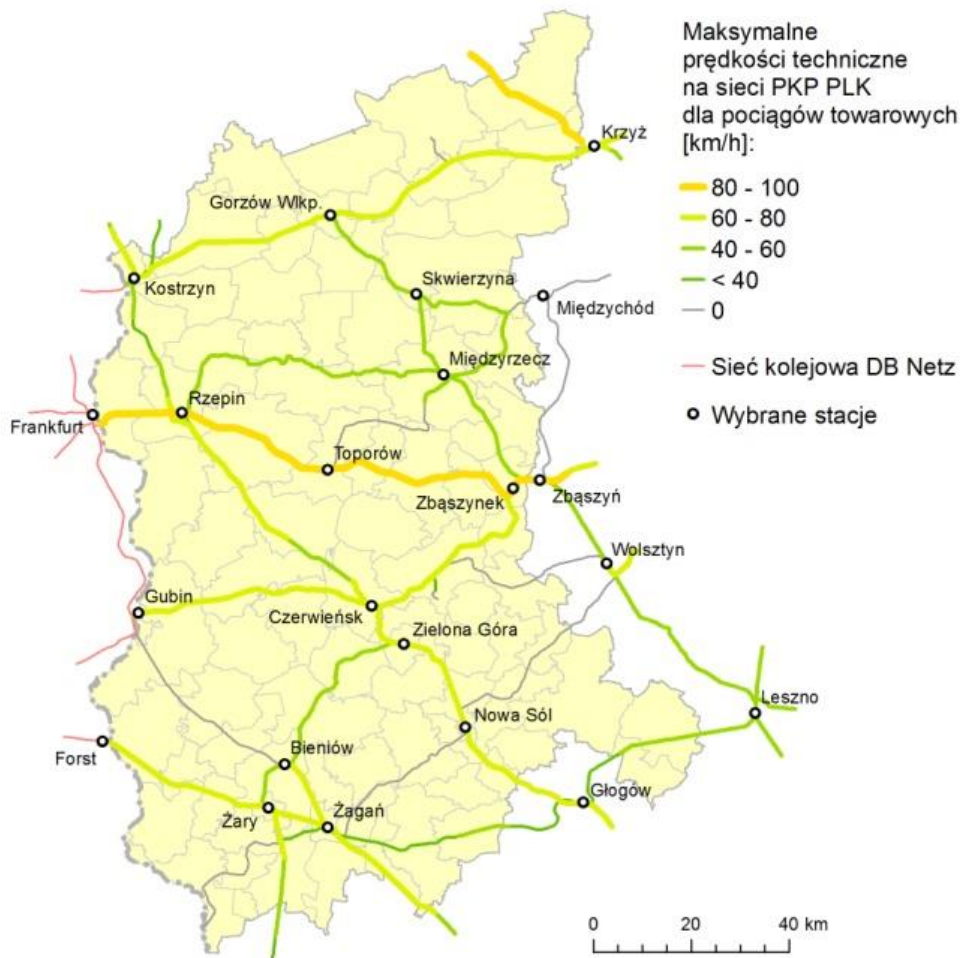 Maksymalne
prędkości techniczne
na sieci PKP PLK
dla pociągów towarowych
[km/h]:
80 - 100
60 - 80
40 - 60
< 40
0
Sieć kolejowa DB Netz
Wybrane stacje
Krzyż
Gorzów Wlkp.
Kostrzyn
Skwierzyna
Międzychód
Międzyrzecz
Rzepin
Frankfurt
Toporów
Zbąszynek
Zbąszyń
Wolsztyn
Gubin
Czerwieńsk
Zielona Góra
Leszno
Nowa Sól
Forst
Bieniów
Głogów
Żary
Żagań
0 20 40 km